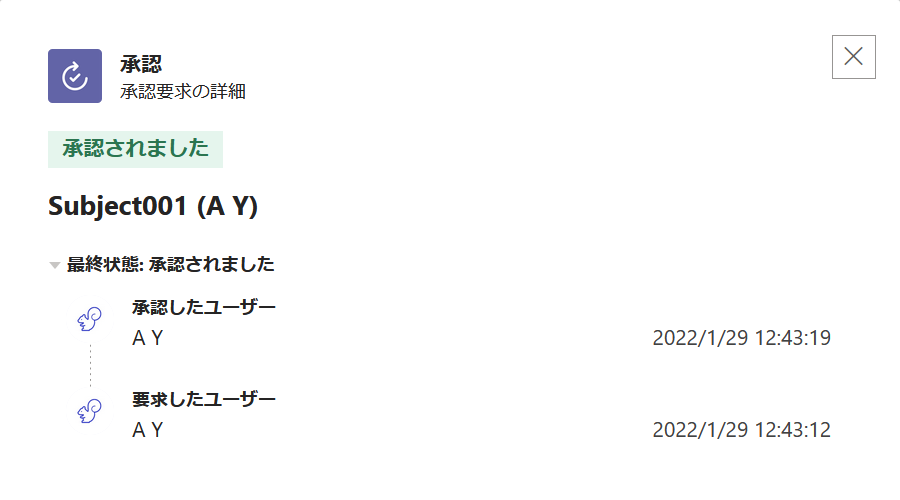 承認
承認要求の詳細
承認されました
Subject001 (A Y)
最終状態: 承認されました
承認したユーザー
A Y 2022/1/29 12:43:19
要求したユーザー
A Y 2022/1/29 12:43:12